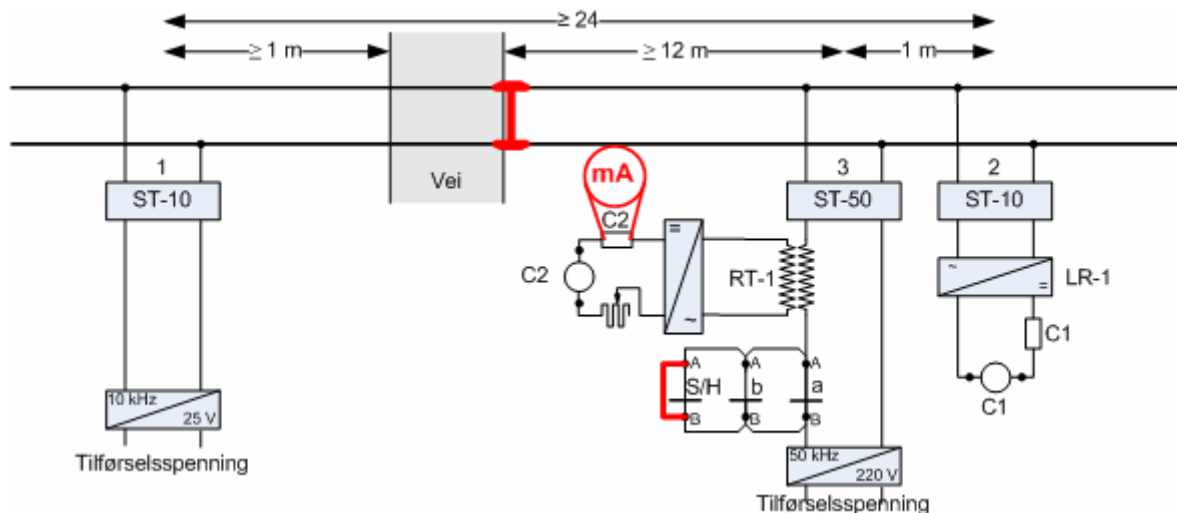 ≥ 24
≥ 1 m
≥ 12 m
1 m
Vei
1
3
2
ST-10
ST-50
ST-10
mA
C2
C2
=
~
RT-1
~
=
LR-1
C1
C1
A
A
A
S/H
b
a
B
B
B
10 kHz
25 V
50 kHz
220 V
Tilførselsspenning
Tilførselsspenning